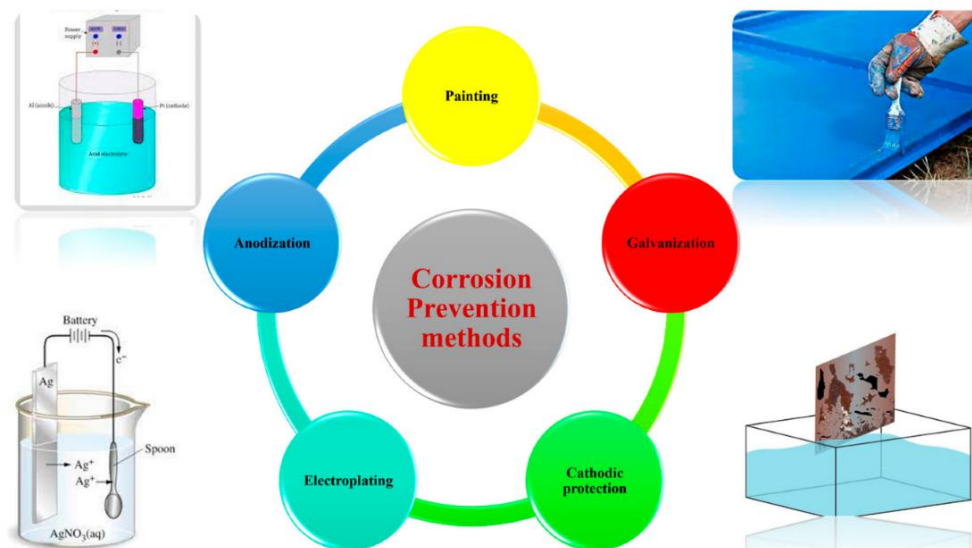 Power
supply
(+) (-)
Al (anode)
Pt (cathode)
Acid electrolyte
Painting
Anodization
Galvanization
Corrosion
Prevention
methods
Electroplating
Cathodic
protection
Battery
e⁻
Ag
Spoon
Ag⁺
Ag⁺
AgNO₃(aq)